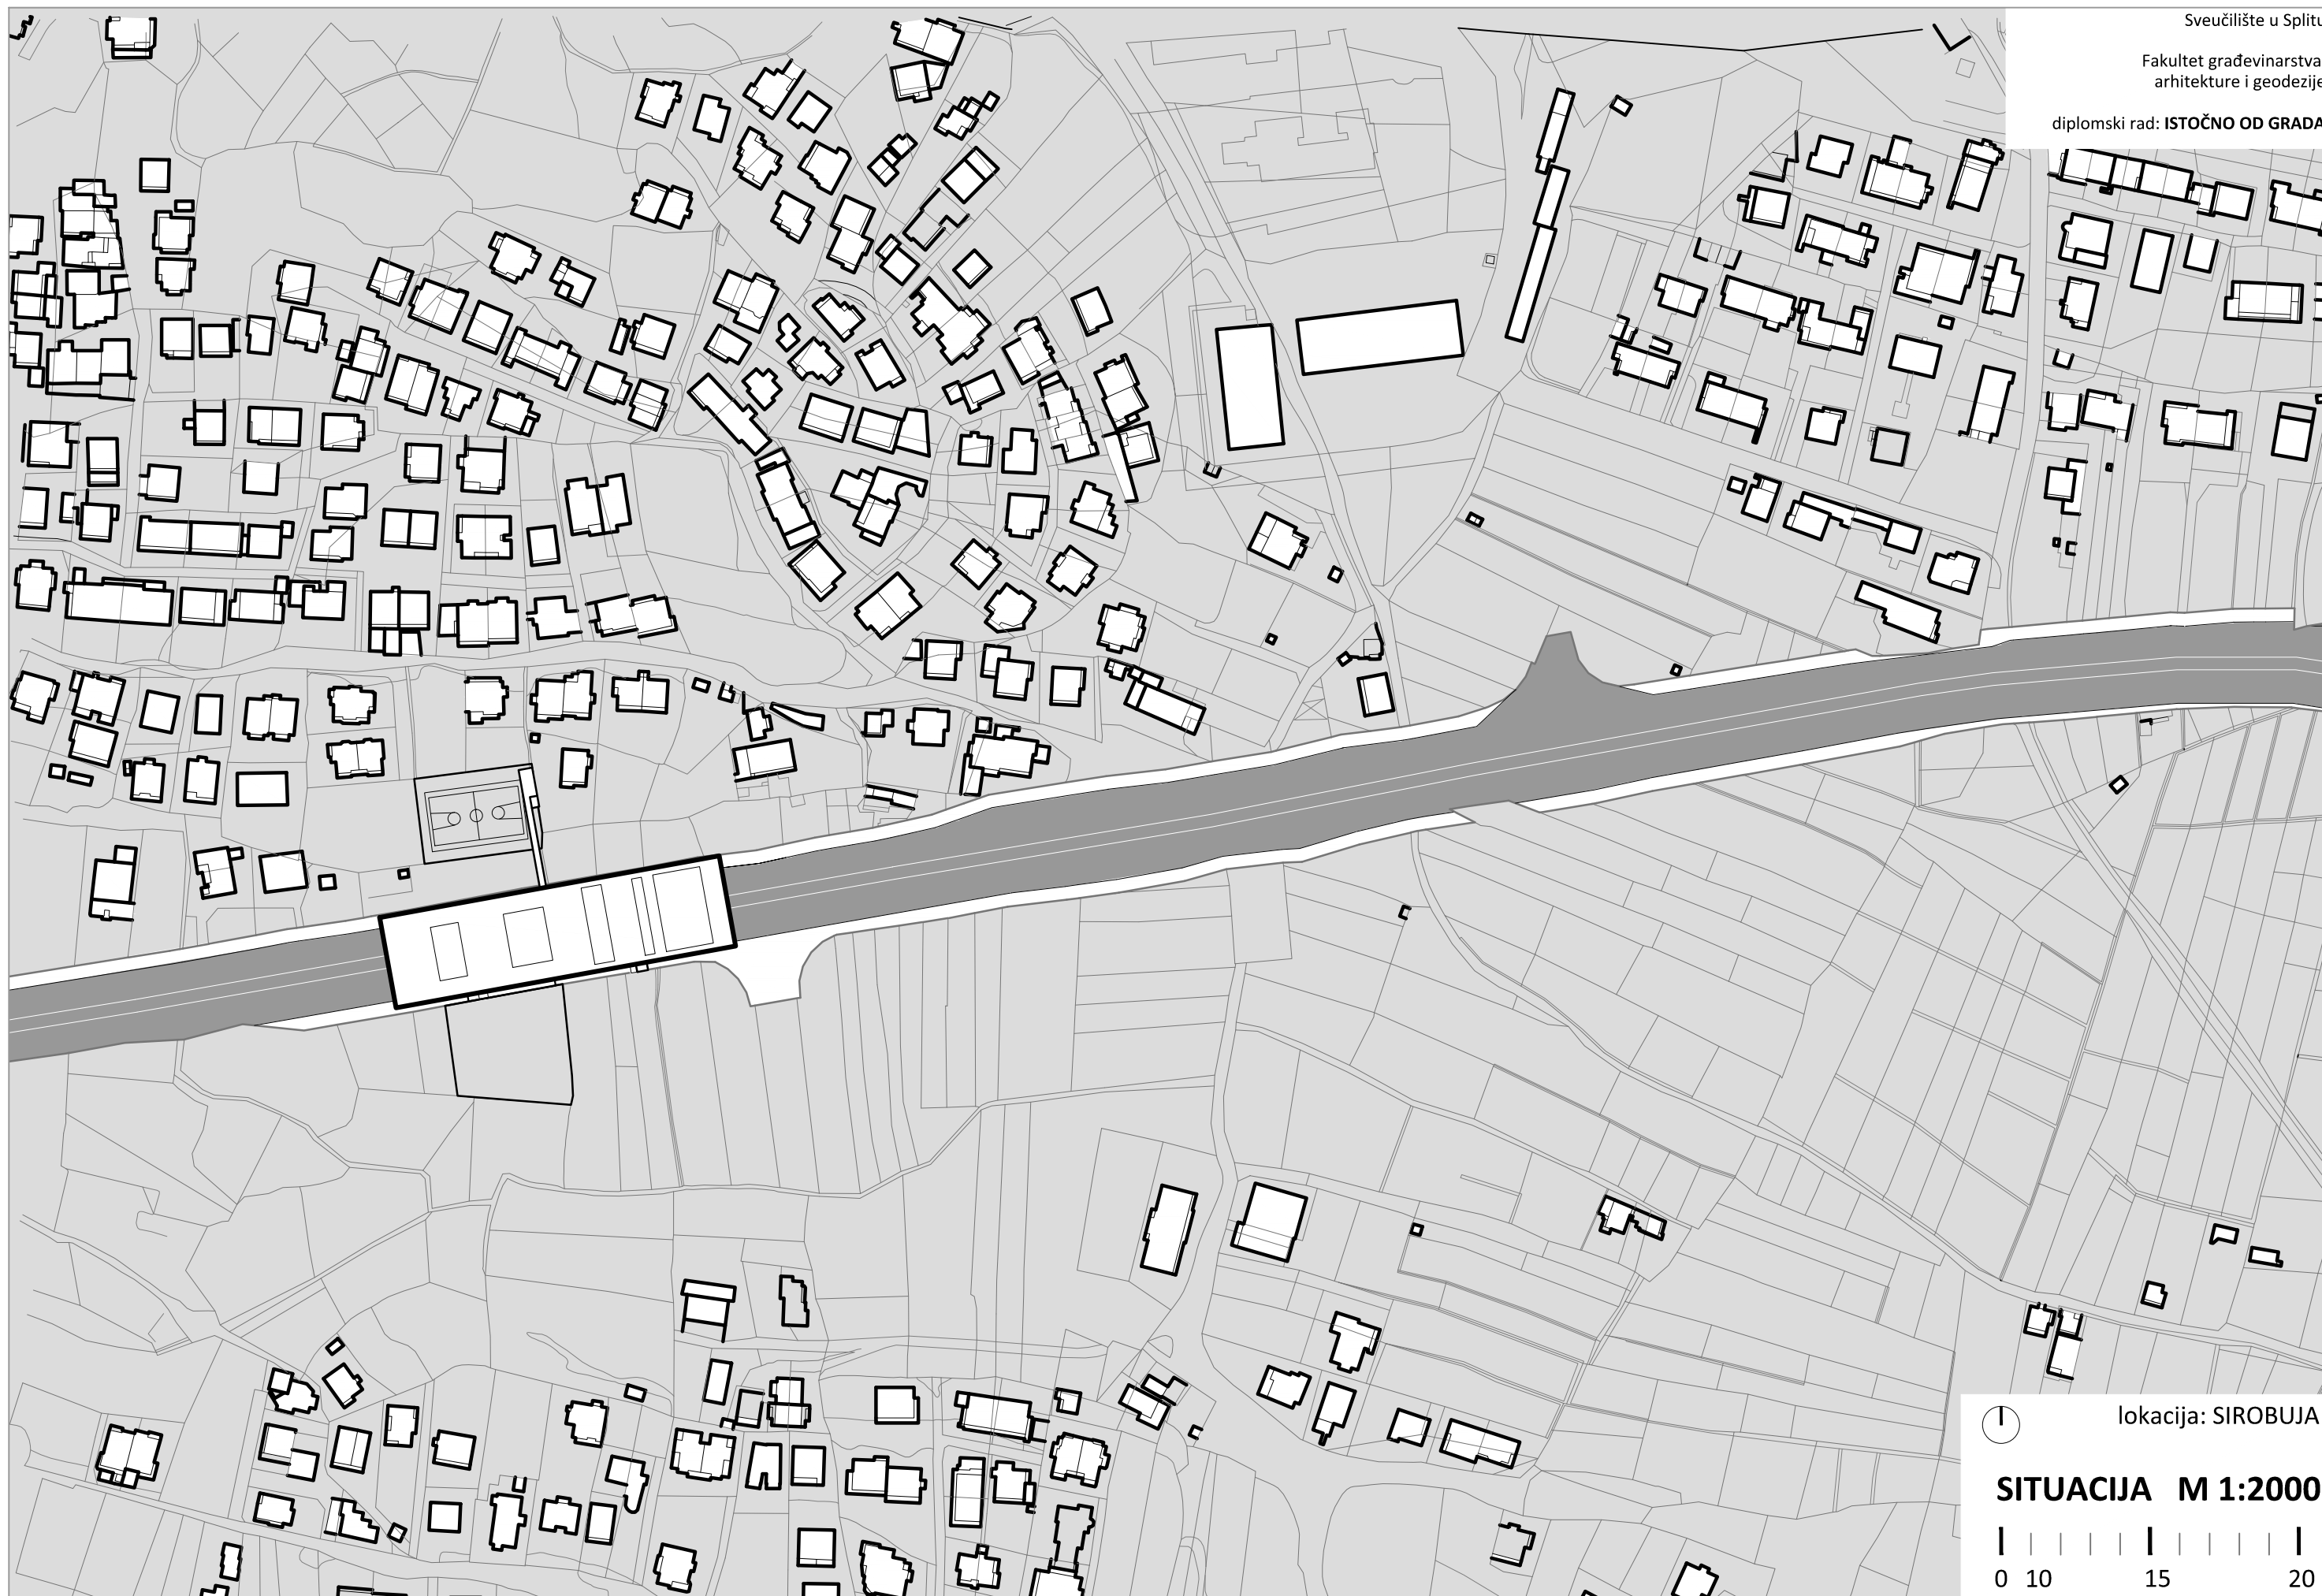 Sveučilište u Splitu
Fakultet građevinarstva
arhitekture i geodezije
diplomski rad: ISTOČNO OD GRADA
lokacija: SIROBUJA
SITUACIJA M 1:2000
0 10 15 20